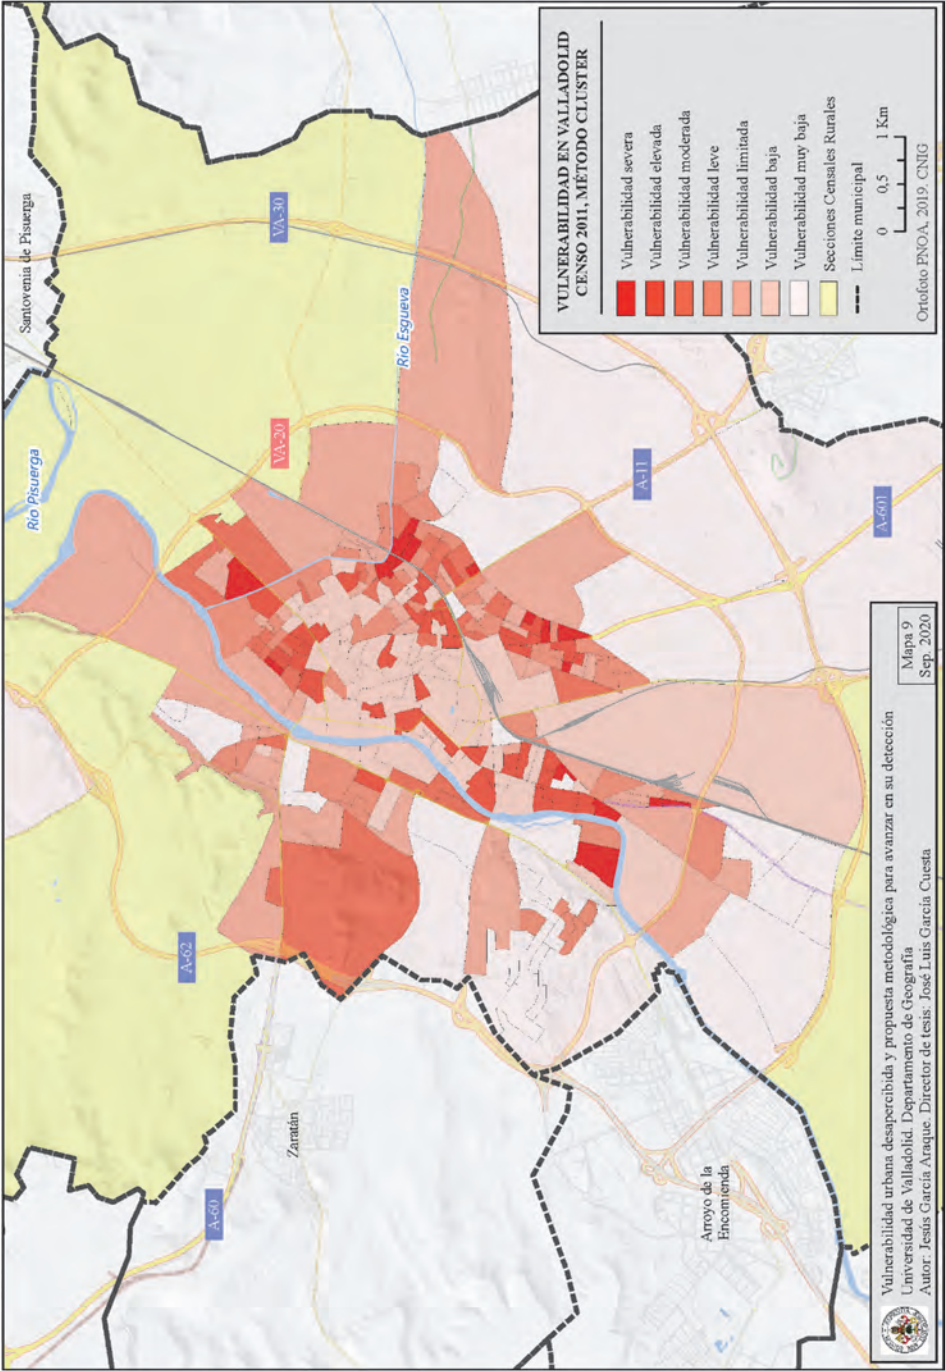 Santovenia de Pisuerga
Río Pisuerga
VA-30
VA-20
Río Esgueva
A-62
A-60
Zaratán
Arroyo de la
Encomienda
A-11
A-601
VULNERABILIDAD EN VALLADOLID
CENSO 2011, MÉTODO CLUSTER
Vulnerabilidad severa
Vulnerabilidad elevada
Vulnerabilidad moderada
Vulnerabilidad leve
Vulnerabilidad limitada
Vulnerabilidad baja
Vulnerabilidad muy baja
Secciones Censales Rurales
Límite municipal
0 0,5 1 Km
Ortofoto PNOA, 2019. CNIG
Vulnerabilidad urbana desapercibida y propuesta metodológica para avanzar en su detección
Universidad de Valladolid. Departamento de Geografía
Autor: Jesús García Araque. Director de tesis: José Luis García Cuesta
Mapa 9
Sep. 2020